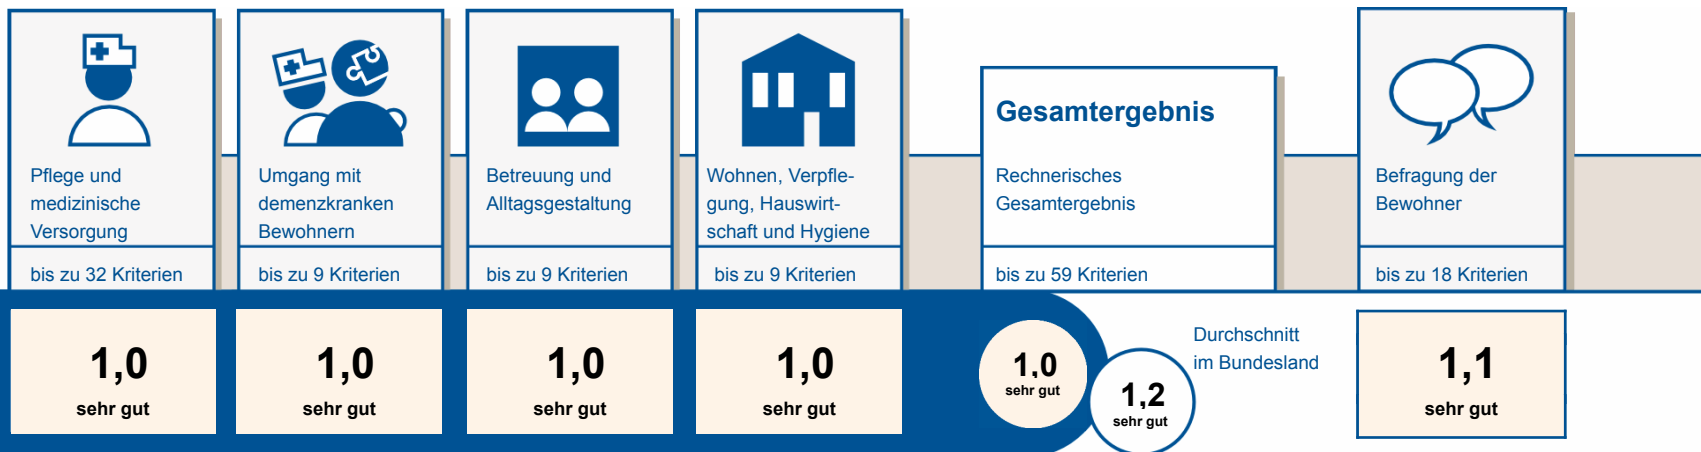 Pflege und
medizinische
Versorgung
bis zu 32 Kriterien
1,0
sehr gut
Umgang mit
demenzkranken
Bewohnern
bis zu 9 Kriterien
1,0
sehr gut
Betreuung und
Alltagsgestaltung
bis zu 9 Kriterien
1,0
sehr gut
Wohnen, Verpfle-
gung, Hauswirt-
schaft und Hygiene
bis zu 9 Kriterien
1,0
sehr gut
Gesamtergebnis
Rechnerisches
Gesamtergebnis
bis zu 59 Kriterien
1,0
sehr gut
Durchschnitt
im Bundesland
1,2
sehr gut
Befragung der
Bewohner
bis zu 18 Kriterien
1,1
sehr gut